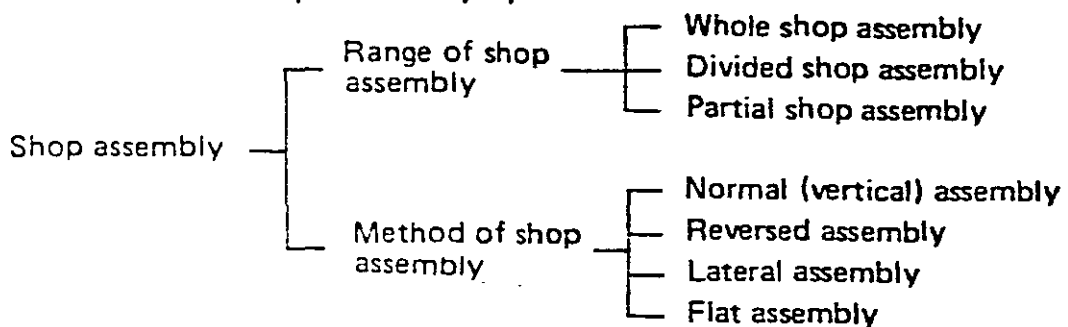 Whole shop assembly
Range of shop
assembly
Divided shop assembly
Partial shop assembly
Shop assembly
Normal (vertical) assembly
Method of shop
assembly
Reversed assembly
Lateral assembly
Flat assembly